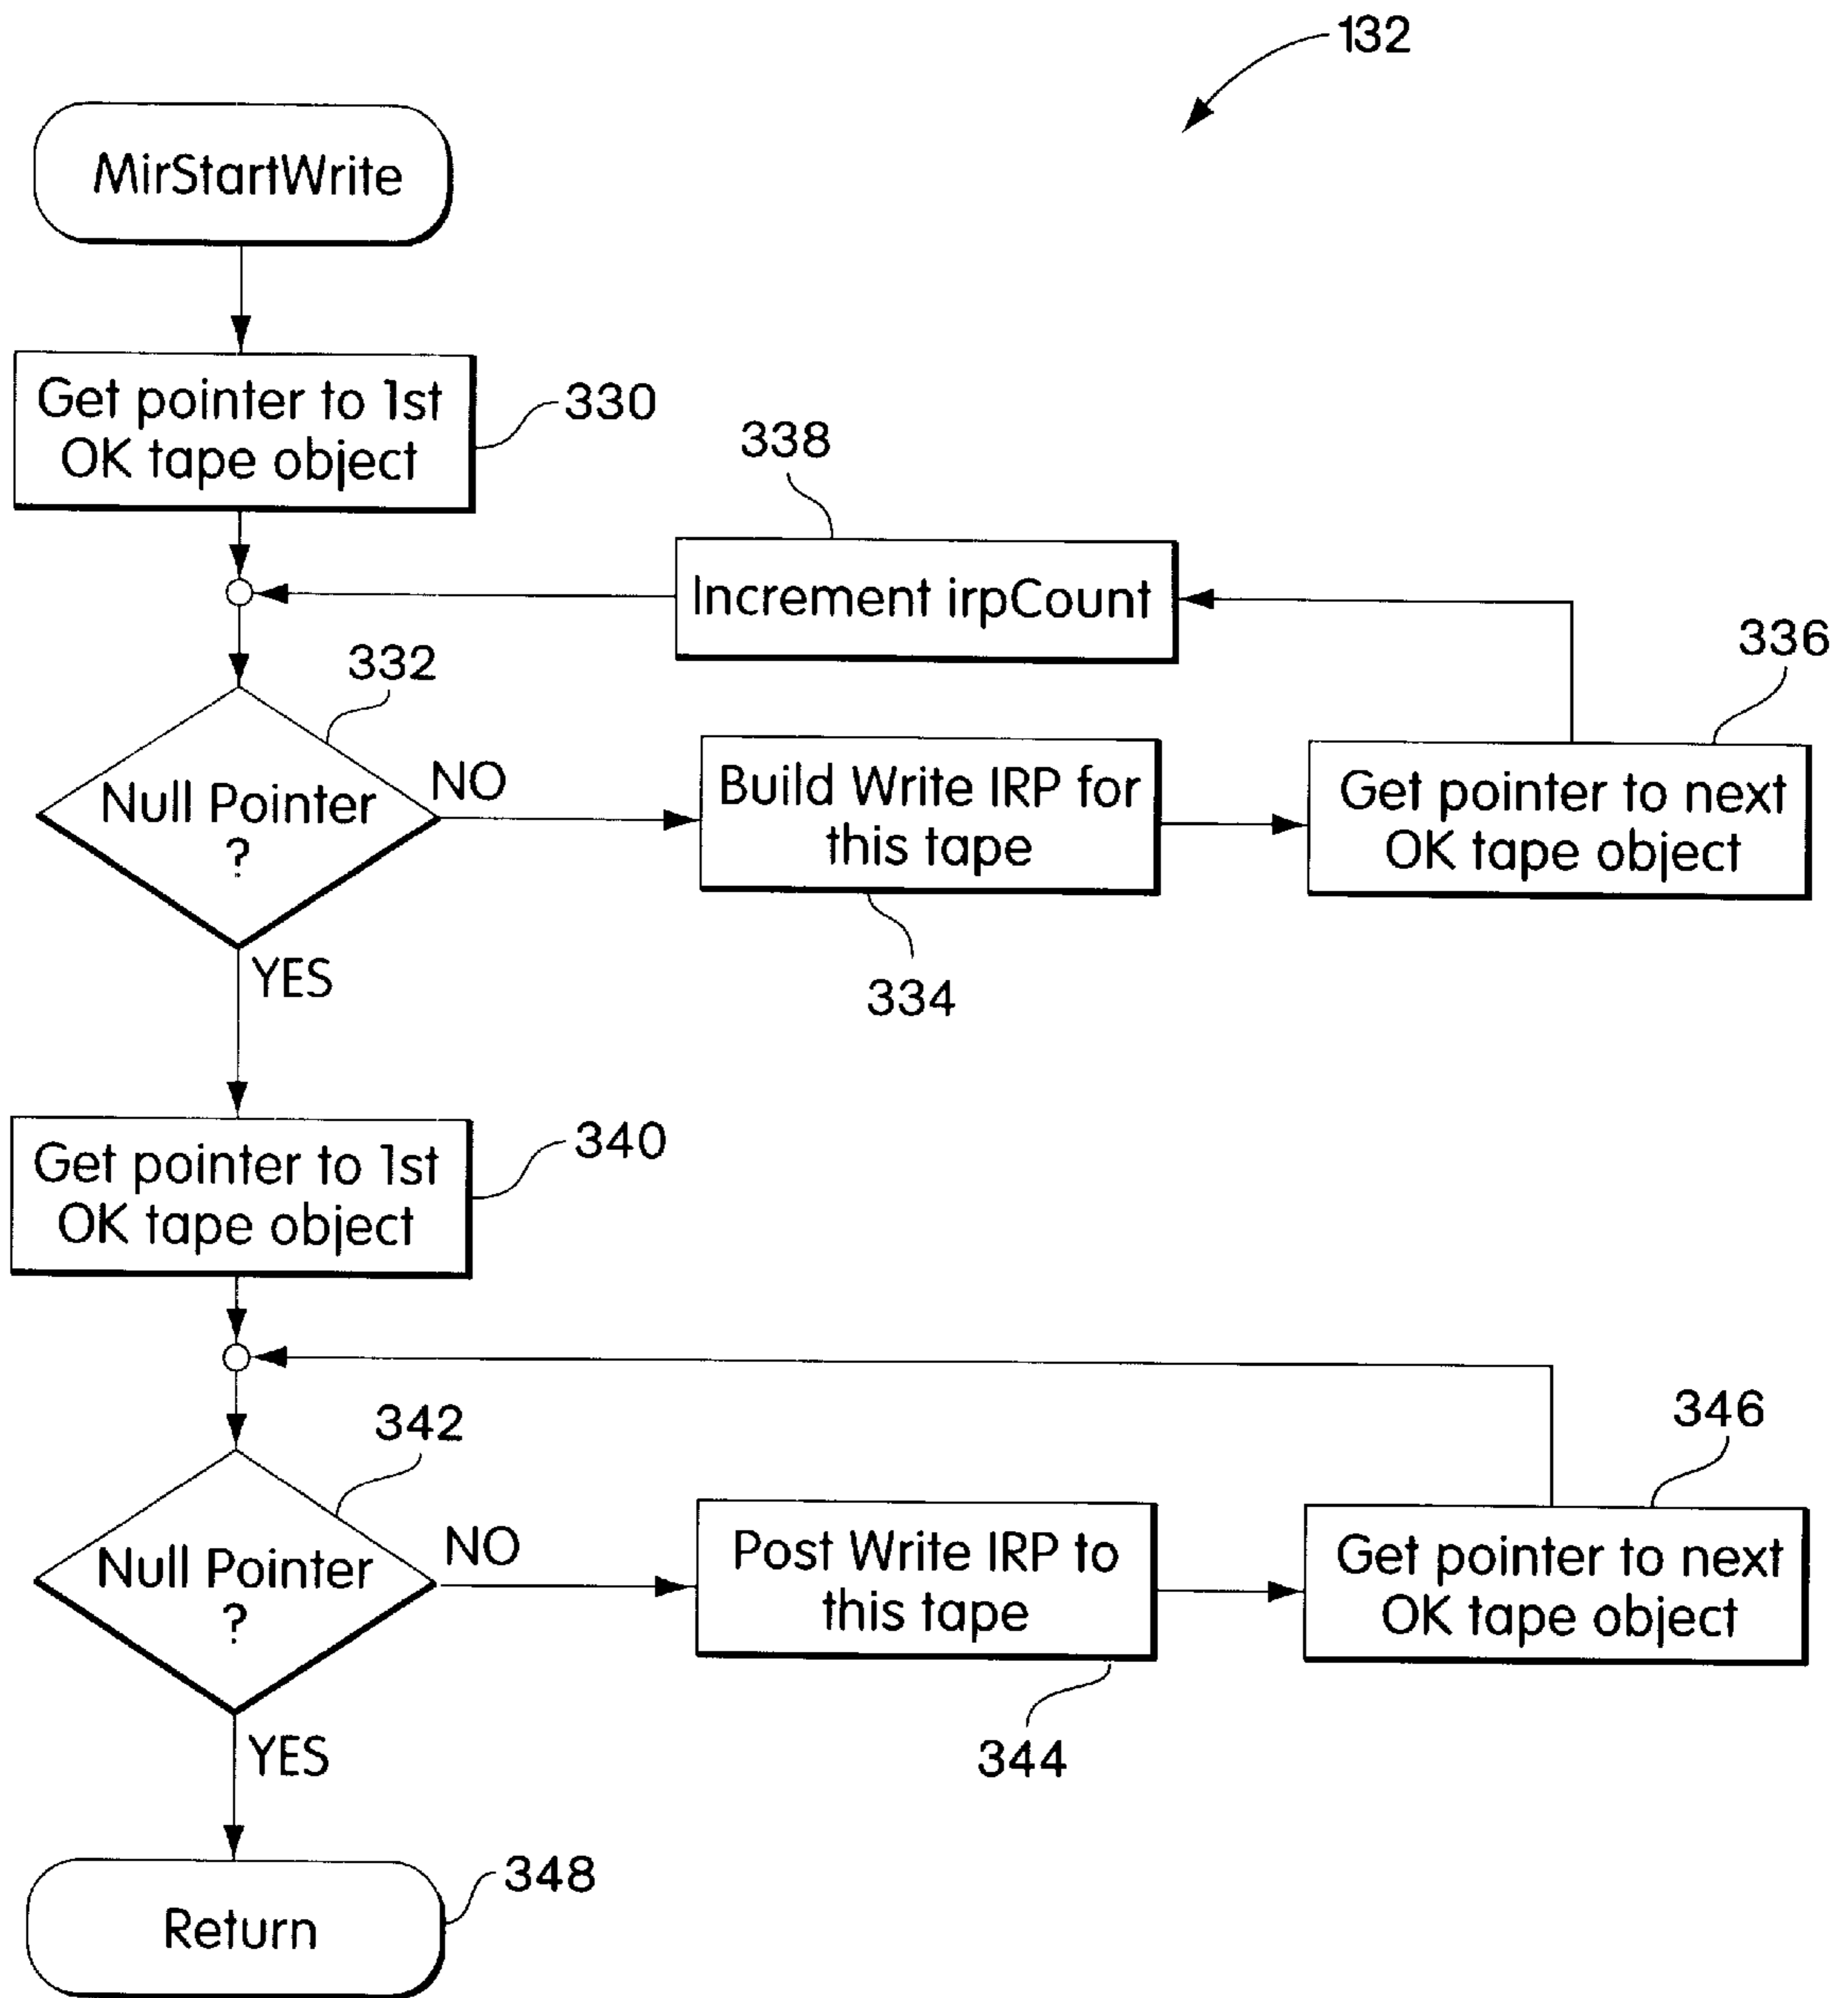 132
MirStartWrite
Get pointer to 1st
OK tape object
330
338
Increment irpCount
332
336
Null Pointer
?
NO
Build Write IRP for
this tape
Get pointer to next
OK tape object
YES
334
Get pointer to 1st
OK tape object
340
342
346
Null Pointer
?
NO
Post Write IRP to
this tape
Get pointer to next
OK tape object
YES
344
348
Return